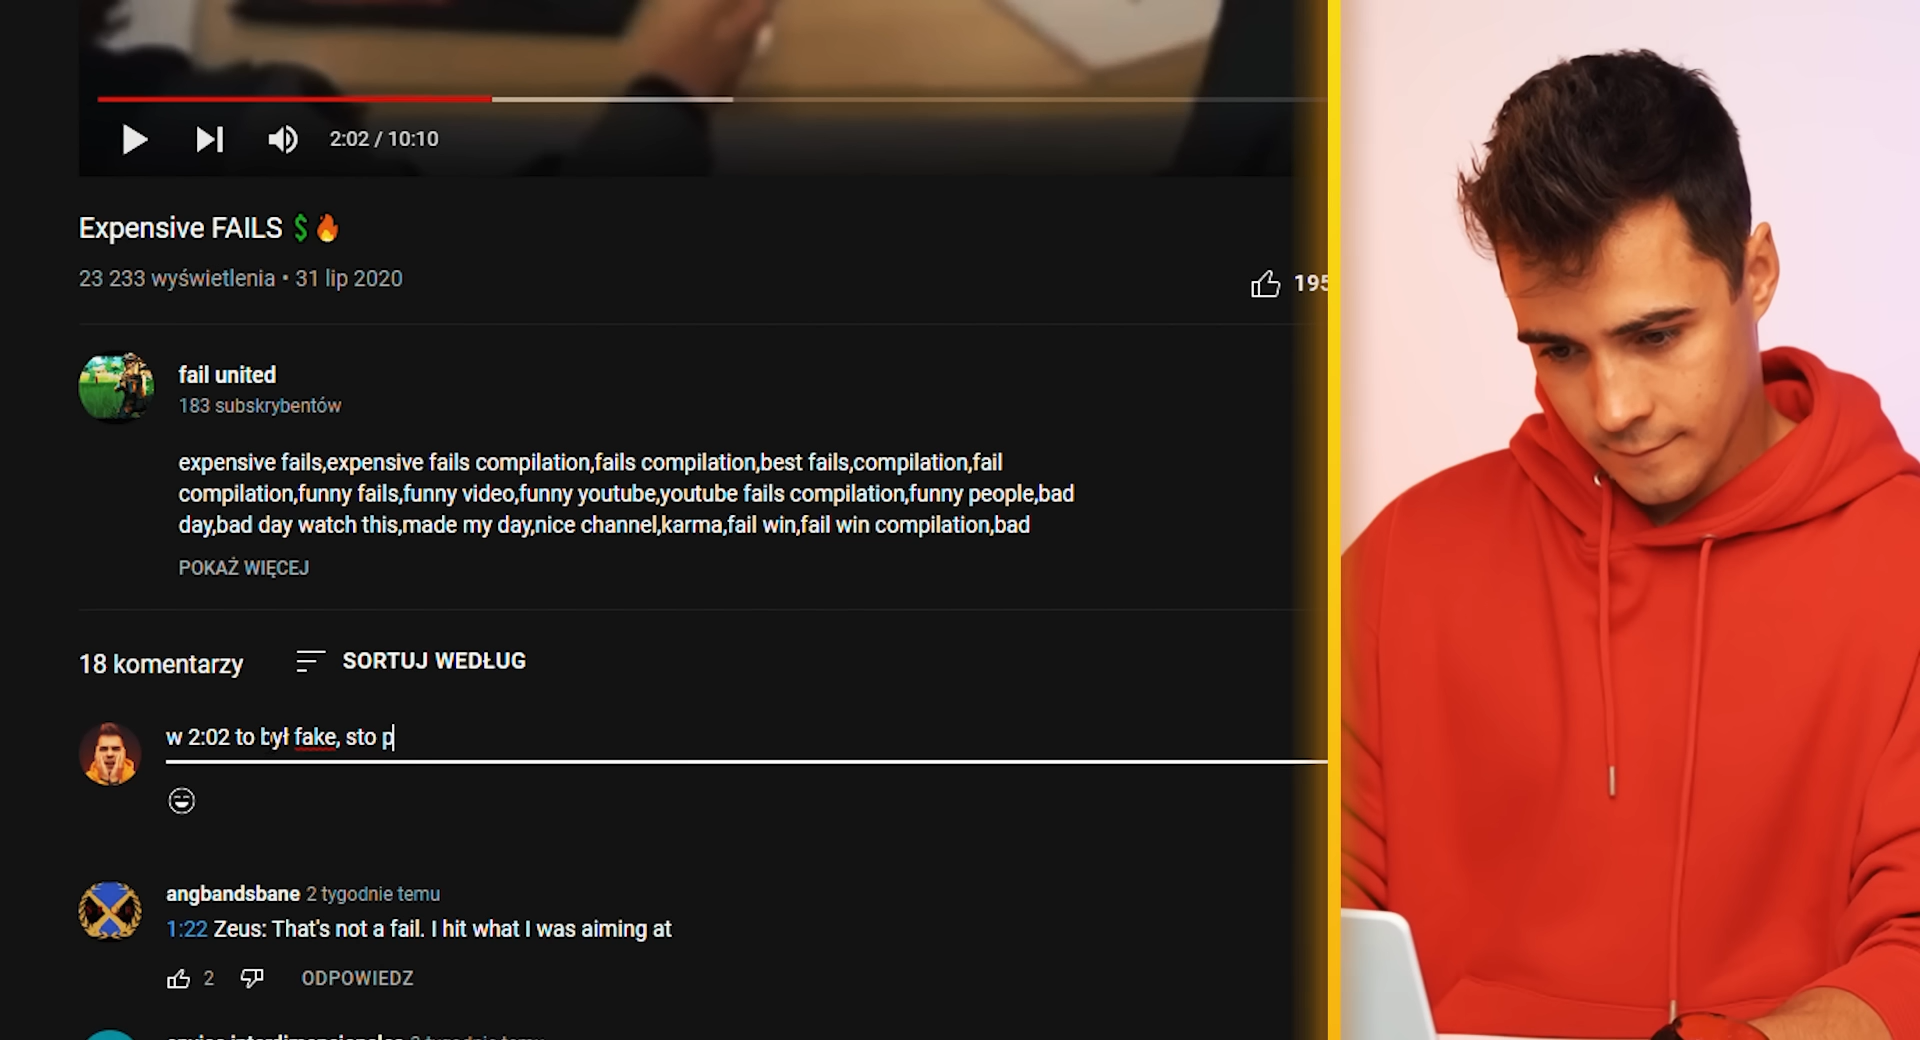 2:02 / 10:10
Expensive FAILS 💲🔥
23 233 wyświetlenia • 31 lip 2020
195
fail united
183 subskrybentów
expensive fails,expensive fails compilation,fails compilation,best fails,compilation,fail
compilation,funny fails,funny video,funny youtube,youtube fails compilation,funny people,bad
day,bad day watch this,made my day,nice channel,karma,fail win,fail win compilation,bad
POKAŻ WIĘCEJ
18 komentarzy SORTUJ WEDŁUG
w 2:02 to był fake, sto p
angbandsbane 2 tygodnie temu
1:22 Zeus: That's not a fail. I hit what I was aiming at
2 ODPOWIEDZ